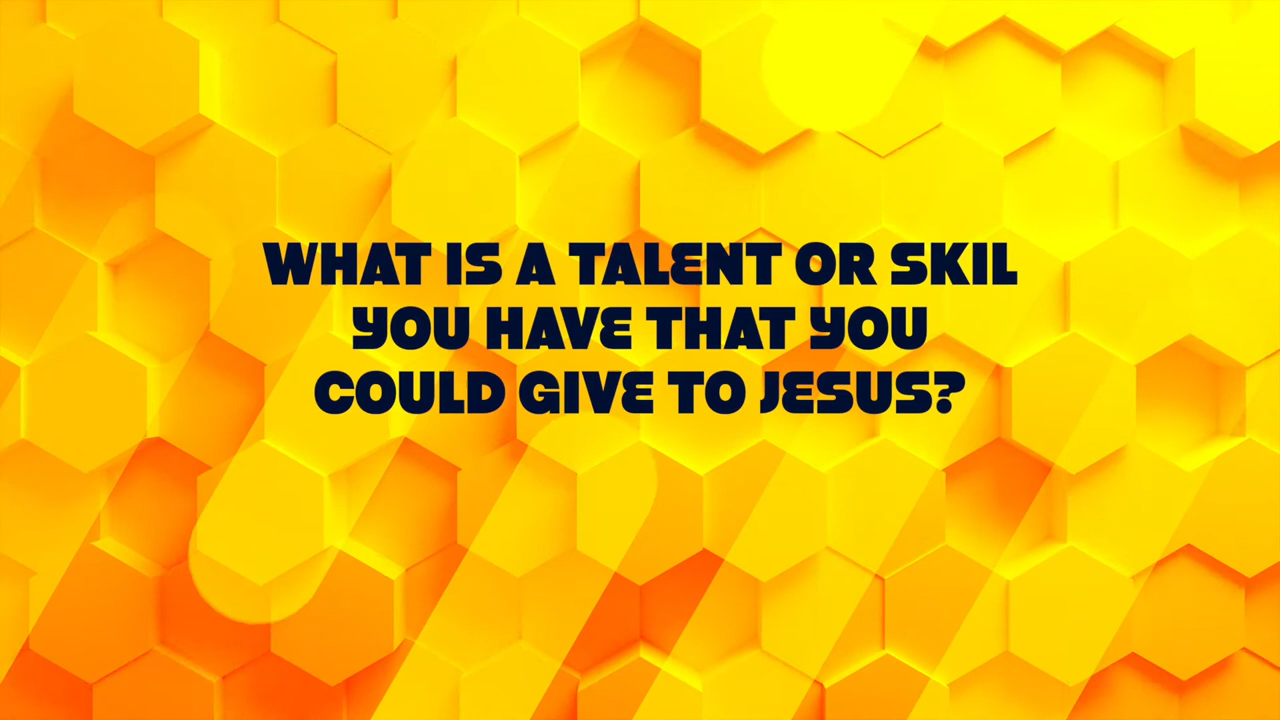 WHAT IS A TALENT OR SKIL
YOU HAVE THAT YOU
COULD GIVE TO JESUS?